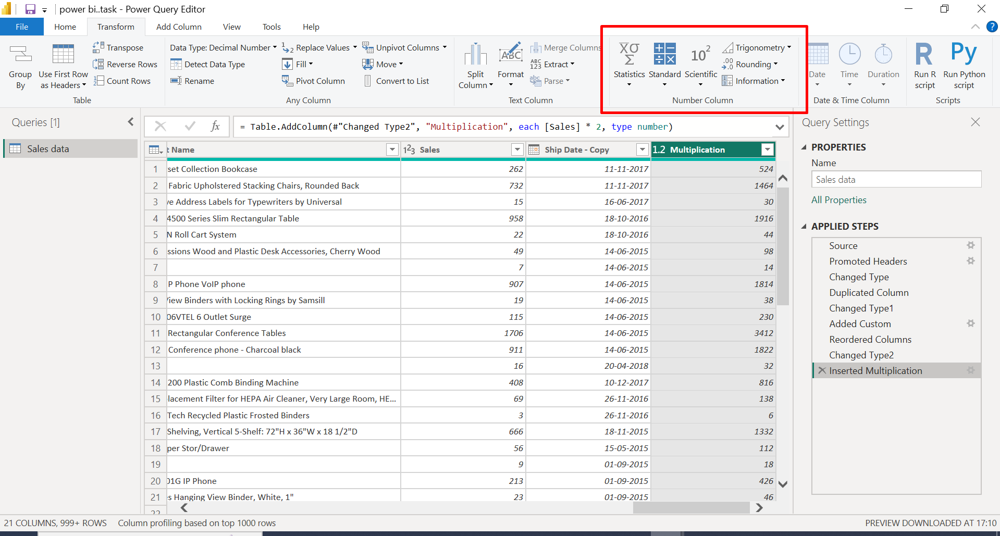 power bi..task - Power Query Editor
File Home Transform Add Column View Tools Help
Group By
Use First Row as Headers
Transpose
Reverse Rows
Count Rows
Table
Data Type: Decimal Number
Detect Data Type
Rename
Replace Values
Fill
Pivot Column
Unpivot Columns
Move
Convert to List
Any Column
Split Column
ABC
Format
Merge Columns
ABC 123 Extract
abc Parse
Text Column
XσΣ
Statistics
Standard
10²
Scientific
Trigonometry
.00 .0 Rounding
Information
Number Column
Date
Time
Duration
Date & Time Column
R
Run R script
Py
Run Python script
Scripts
Queries [1]
Sales data
fx
= Table.AddColumn(#"Changed Type2", "Multiplication", each [Sales] * 2, type number)
t Name 123 Sales Ship Date - Copy 1.2 Multiplication
1 set Collection Bookcase 262 11-11-2017 524
2 Fabric Upholstered Stacking Chairs, Rounded Back 732 11-11-2017 1464
3 ve Address Labels for Typewriters by Universal 15 16-06-2017 30
4 4500 Series Slim Rectangular Table 958 18-10-2016 1916
5 N Roll Cart System 22 18-10-2016 44
6 ssions Wood and Plastic Desk Accessories, Cherry Wood 49 14-06-2015 98
7 7 14-06-2015 14
8 P Phone VoIP phone 907 14-06-2015 1814
9 View Binders with Locking Rings by Samsill 19 14-06-2015 38
10 06VTEL 6 Outlet Surge 115 14-06-2015 230
11 Rectangular Conference Tables 1706 14-06-2015 3412
12 Conference phone - Charcoal black 911 14-06-2015 1822
13 16 20-04-2018 32
14 200 Plastic Comb Binding Machine 408 10-12-2017 816
15 lacement Filter for HEPA Air Cleaner, Very Large Room, HE... 69 26-11-2016 138
16 Tech Recycled Plastic Frosted Binders 3 26-11-2016 6
17 Shelving, Vertical 5-Shelf: 72"H x 36"W x 18 1/2"D 666 18-11-2015 1332
18 per Stor/Drawer 56 15-05-2015 112
19 9 01-09-2015 18
20 01G IP Phone 213 01-09-2015 426
21 s Hanging View Binder, White, 1" 23 01-09-2015 46
22
Query Settings
PROPERTIES
Name
Sales data
All Properties
APPLIED STEPS
Source
Promoted Headers
Changed Type
Duplicated Column
Changed Type1
Added Custom
Reordered Columns
Changed Type2
Inserted Multiplication
21 COLUMNS, 999+ ROWS Column profiling based on top 1000 rows
PREVIEW DOWNLOADED AT 17:10